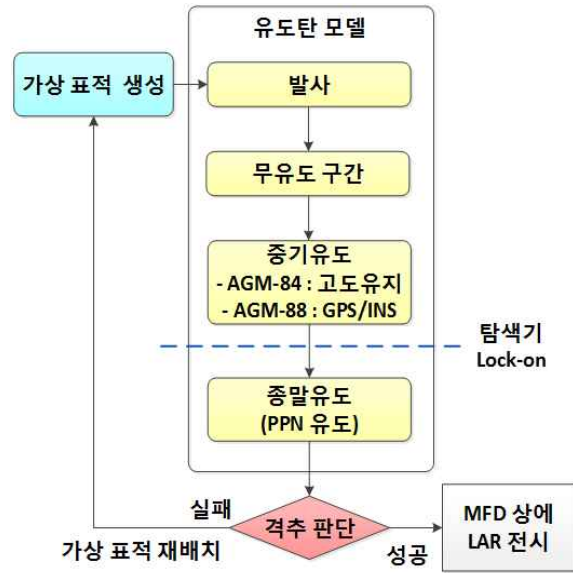 유도탄 모델
가상 표적 생성
발사
무유도 구간
중기유도
- AGM-84 : 고도유지
- AGM-88 : GPS/INS
탐색기
Lock-on
종말유도
(PPN 유도)
실패
격추 판단
가상 표적 재배치
성공
MFD 상에
LAR 전시